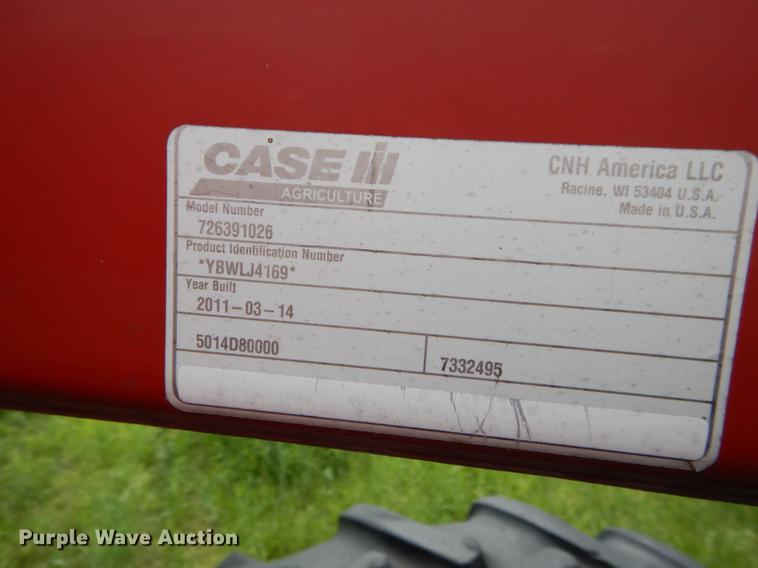 CASE IH
AGRICULTURE
CNH America LLC
Racine, WI 53404 U.S.A.
Made in U.S.A.
Model Number
726391026
Product Identification Number
*YBWLJ4169*
Year Built
2011-03-14
5014D80000
7332495
Purple Wave Auction